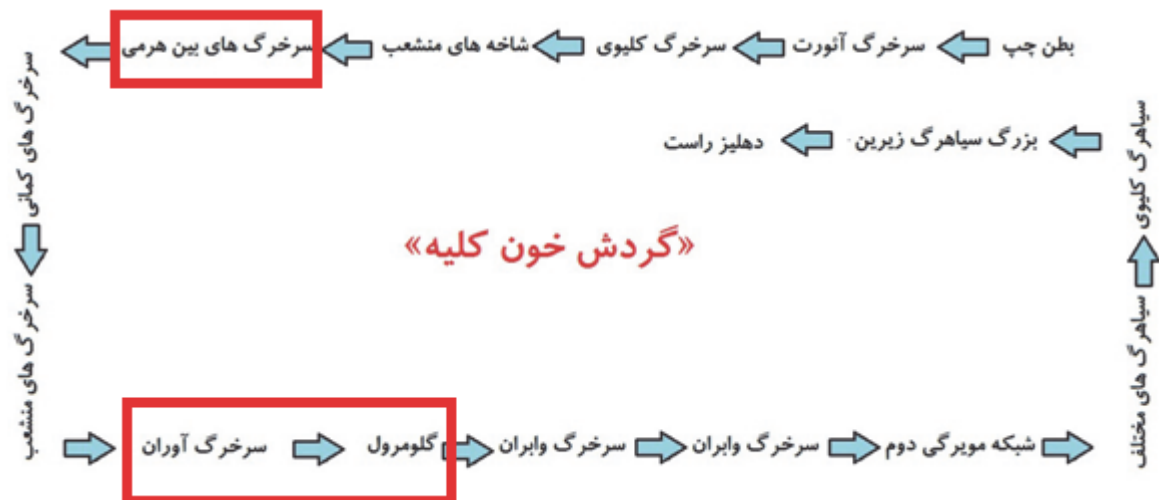 بطن چپ
سرخرگ آئورت
سرخرگ کلیوی
شاخه های منشعب
سرخرگ های بین هرمی
سرخرگ های کمانی
سرخرگ های منشعب
سرخرگ آوران
گلومرول
سرخرگ وابران
سرخرگ وابران
شبکه مویرگی دوم
سیاهرگ های مختلف
سیاهرگ کلیوی
بزرگ سیاهرگ زیرین
دهلیز راست
«گردش خون کلیه»